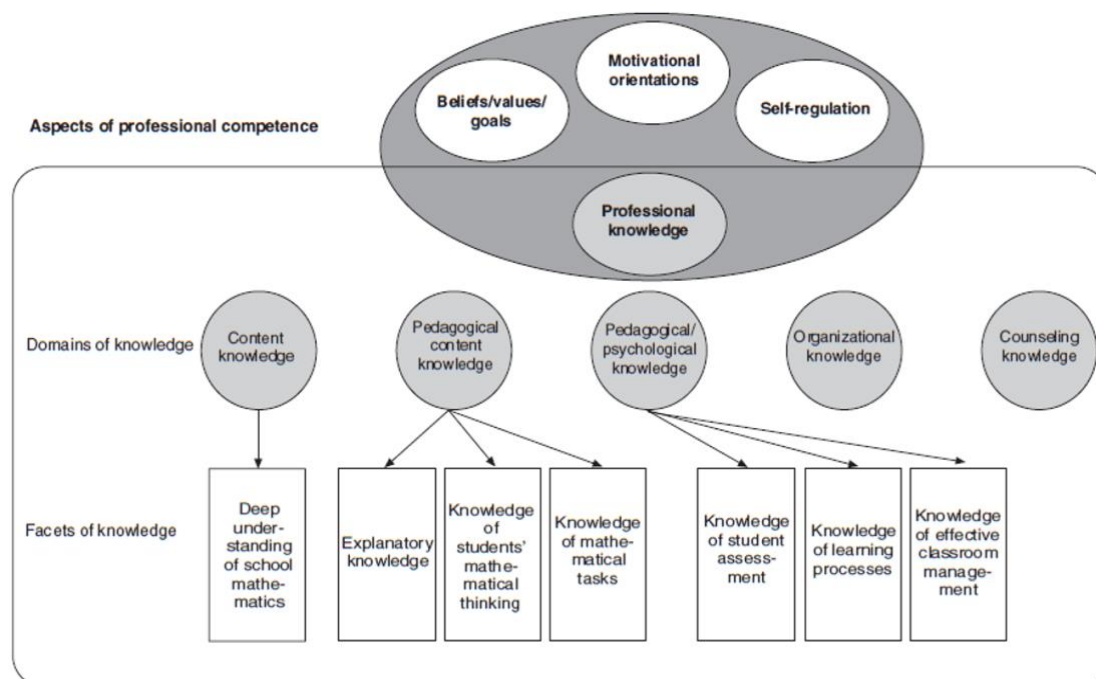 Motivational
orientations
Beliefs/values/
goals
Self-regulation
Aspects of professional competence
Professional
knowledge
Domains of knowledge
Content
knowledge
Pedagogical
content
knowledge
Pedagogical/
psychological
knowledge
Organizational
knowledge
Counseling
knowledge
Facets of knowledge
Deep
under-
standing
of school
mathe-
matics
Explanatory
knowledge
Knowledge
of
students'
mathe-
matical
thinking
Knowledge
of mathe-
matical
tasks
Knowledge
of student
assess-
ment
Knowledge
of learning
processes
Knowledge
of effective
classroom
manage-
ment